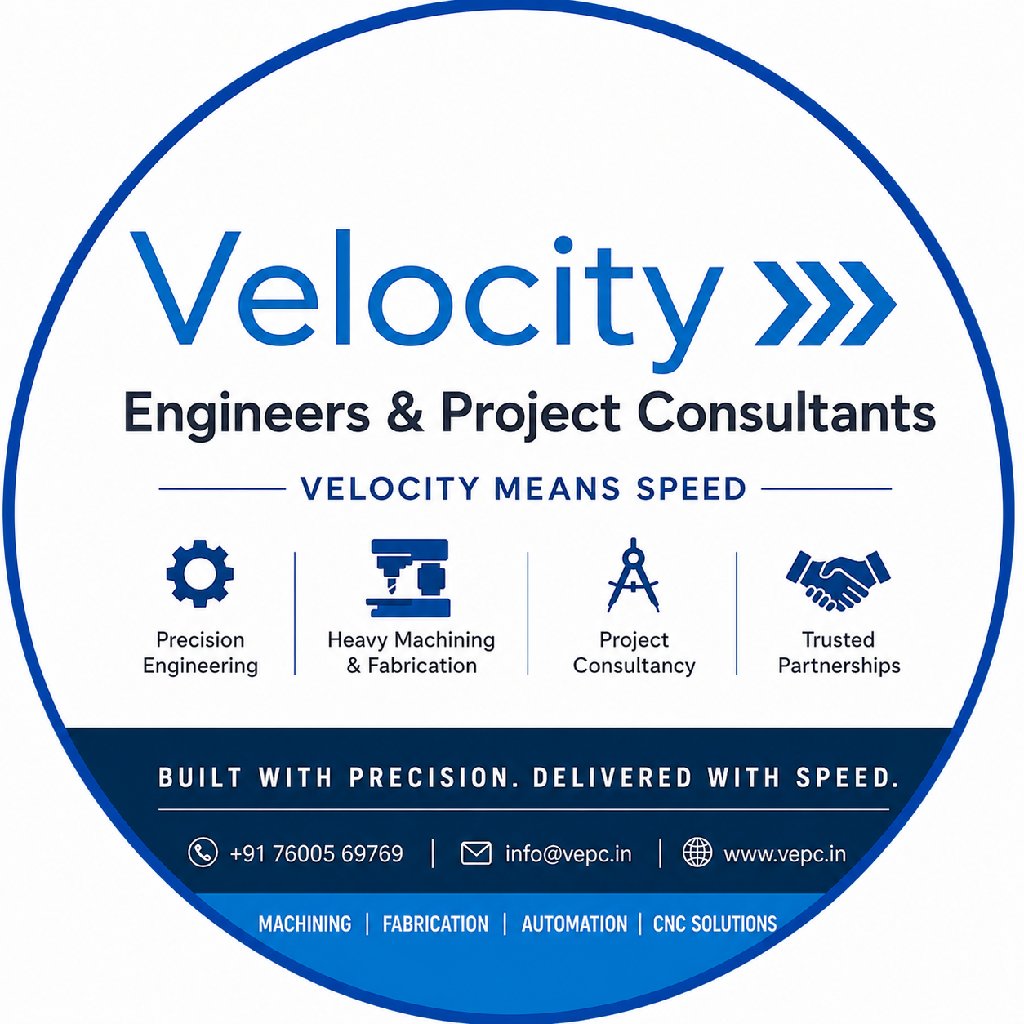 Velocity
Engineers & Project Consultants
VELOCITY MEANS SPEED
Precision
Engineering
Heavy Machining
& Fabrication
Project
Consultancy
Trusted
Partnerships
BUILT WITH PRECISION. DELIVERED WITH SPEED.
+91 76005 69769 | info@vepc.in | www.vepc.in
MACHINING | FABRICATION | AUTOMATION | CNC SOLUTIONS